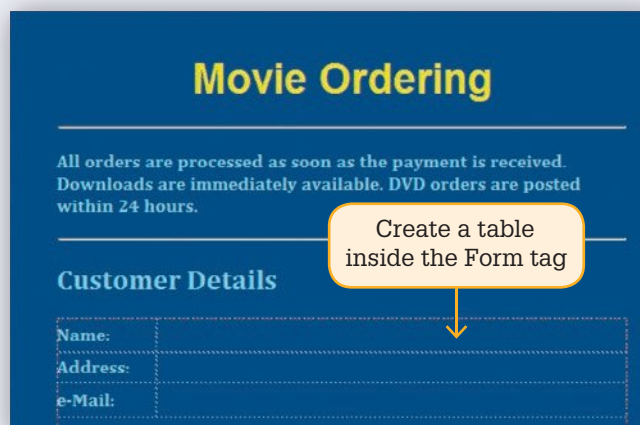 Movie Ordering
All orders are processed as soon as the payment is received.
Downloads are immediately available. DVD orders are posted
within 24 hours.
Create a table
inside the Form tag
Customer Details
Name:
Address:
e-Mail: